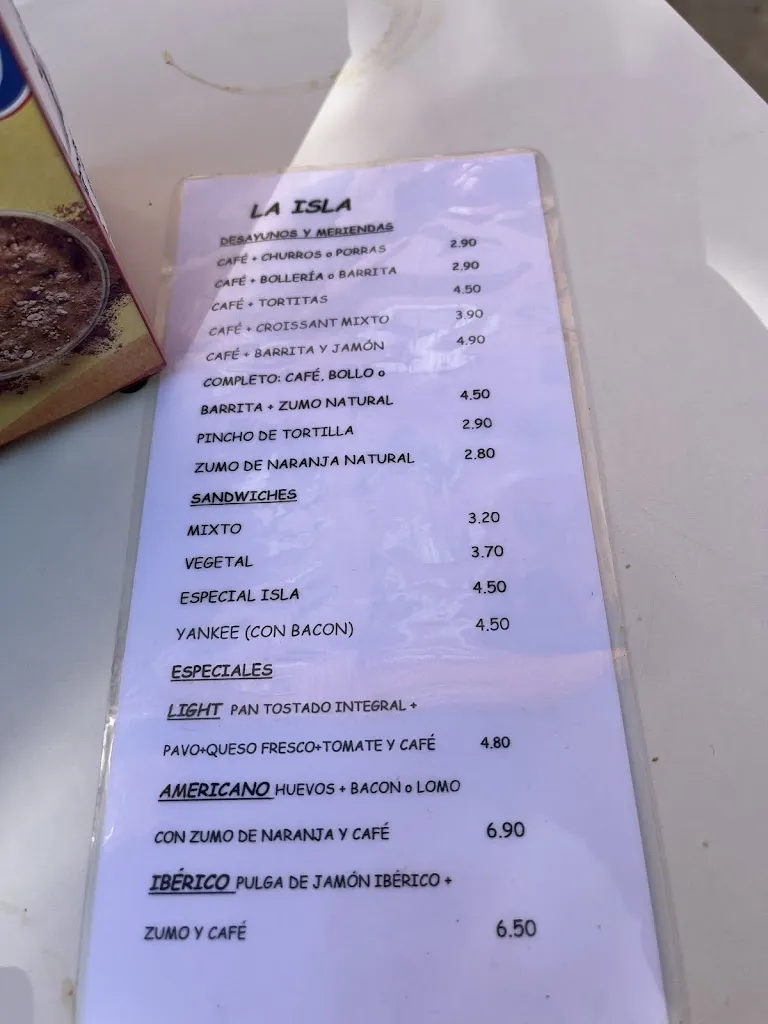 LA ISLA
DESAYUNOS Y MERIENDAS
CAFÉ + CHURROS o PORRAS 2.90
CAFÉ + BOLLERÍA o BARRITA 2.90
CAFÉ + TORTITAS 4.50
CAFÉ + CROISSANT MIXTO 3.90
CAFÉ + BARRITA Y JAMÓN 4.90
COMPLETO: CAFÉ, BOLLO o
BARRITA + ZUMO NATURAL 4.50
PINCHO DE TORTILLA 2.90
ZUMO DE NARANJA NATURAL 2.80
SANDWICHES
MIXTO 3.20
VEGETAL 3.70
ESPECIAL ISLA 4.50
YANKEE (CON BACON) 4.50
ESPECIALES
LIGHT PAN TOSTADO INTEGRAL +
PAVO+QUESO FRESCO+TOMATE Y CAFÉ 4.80
AMERICANO HUEVOS + BACON o LOMO
CON ZUMO DE NARANJA Y CAFÉ 6.90
IBÉRICO PULGA DE JAMÓN IBÉRICO +
ZUMO Y CAFÉ 6.50